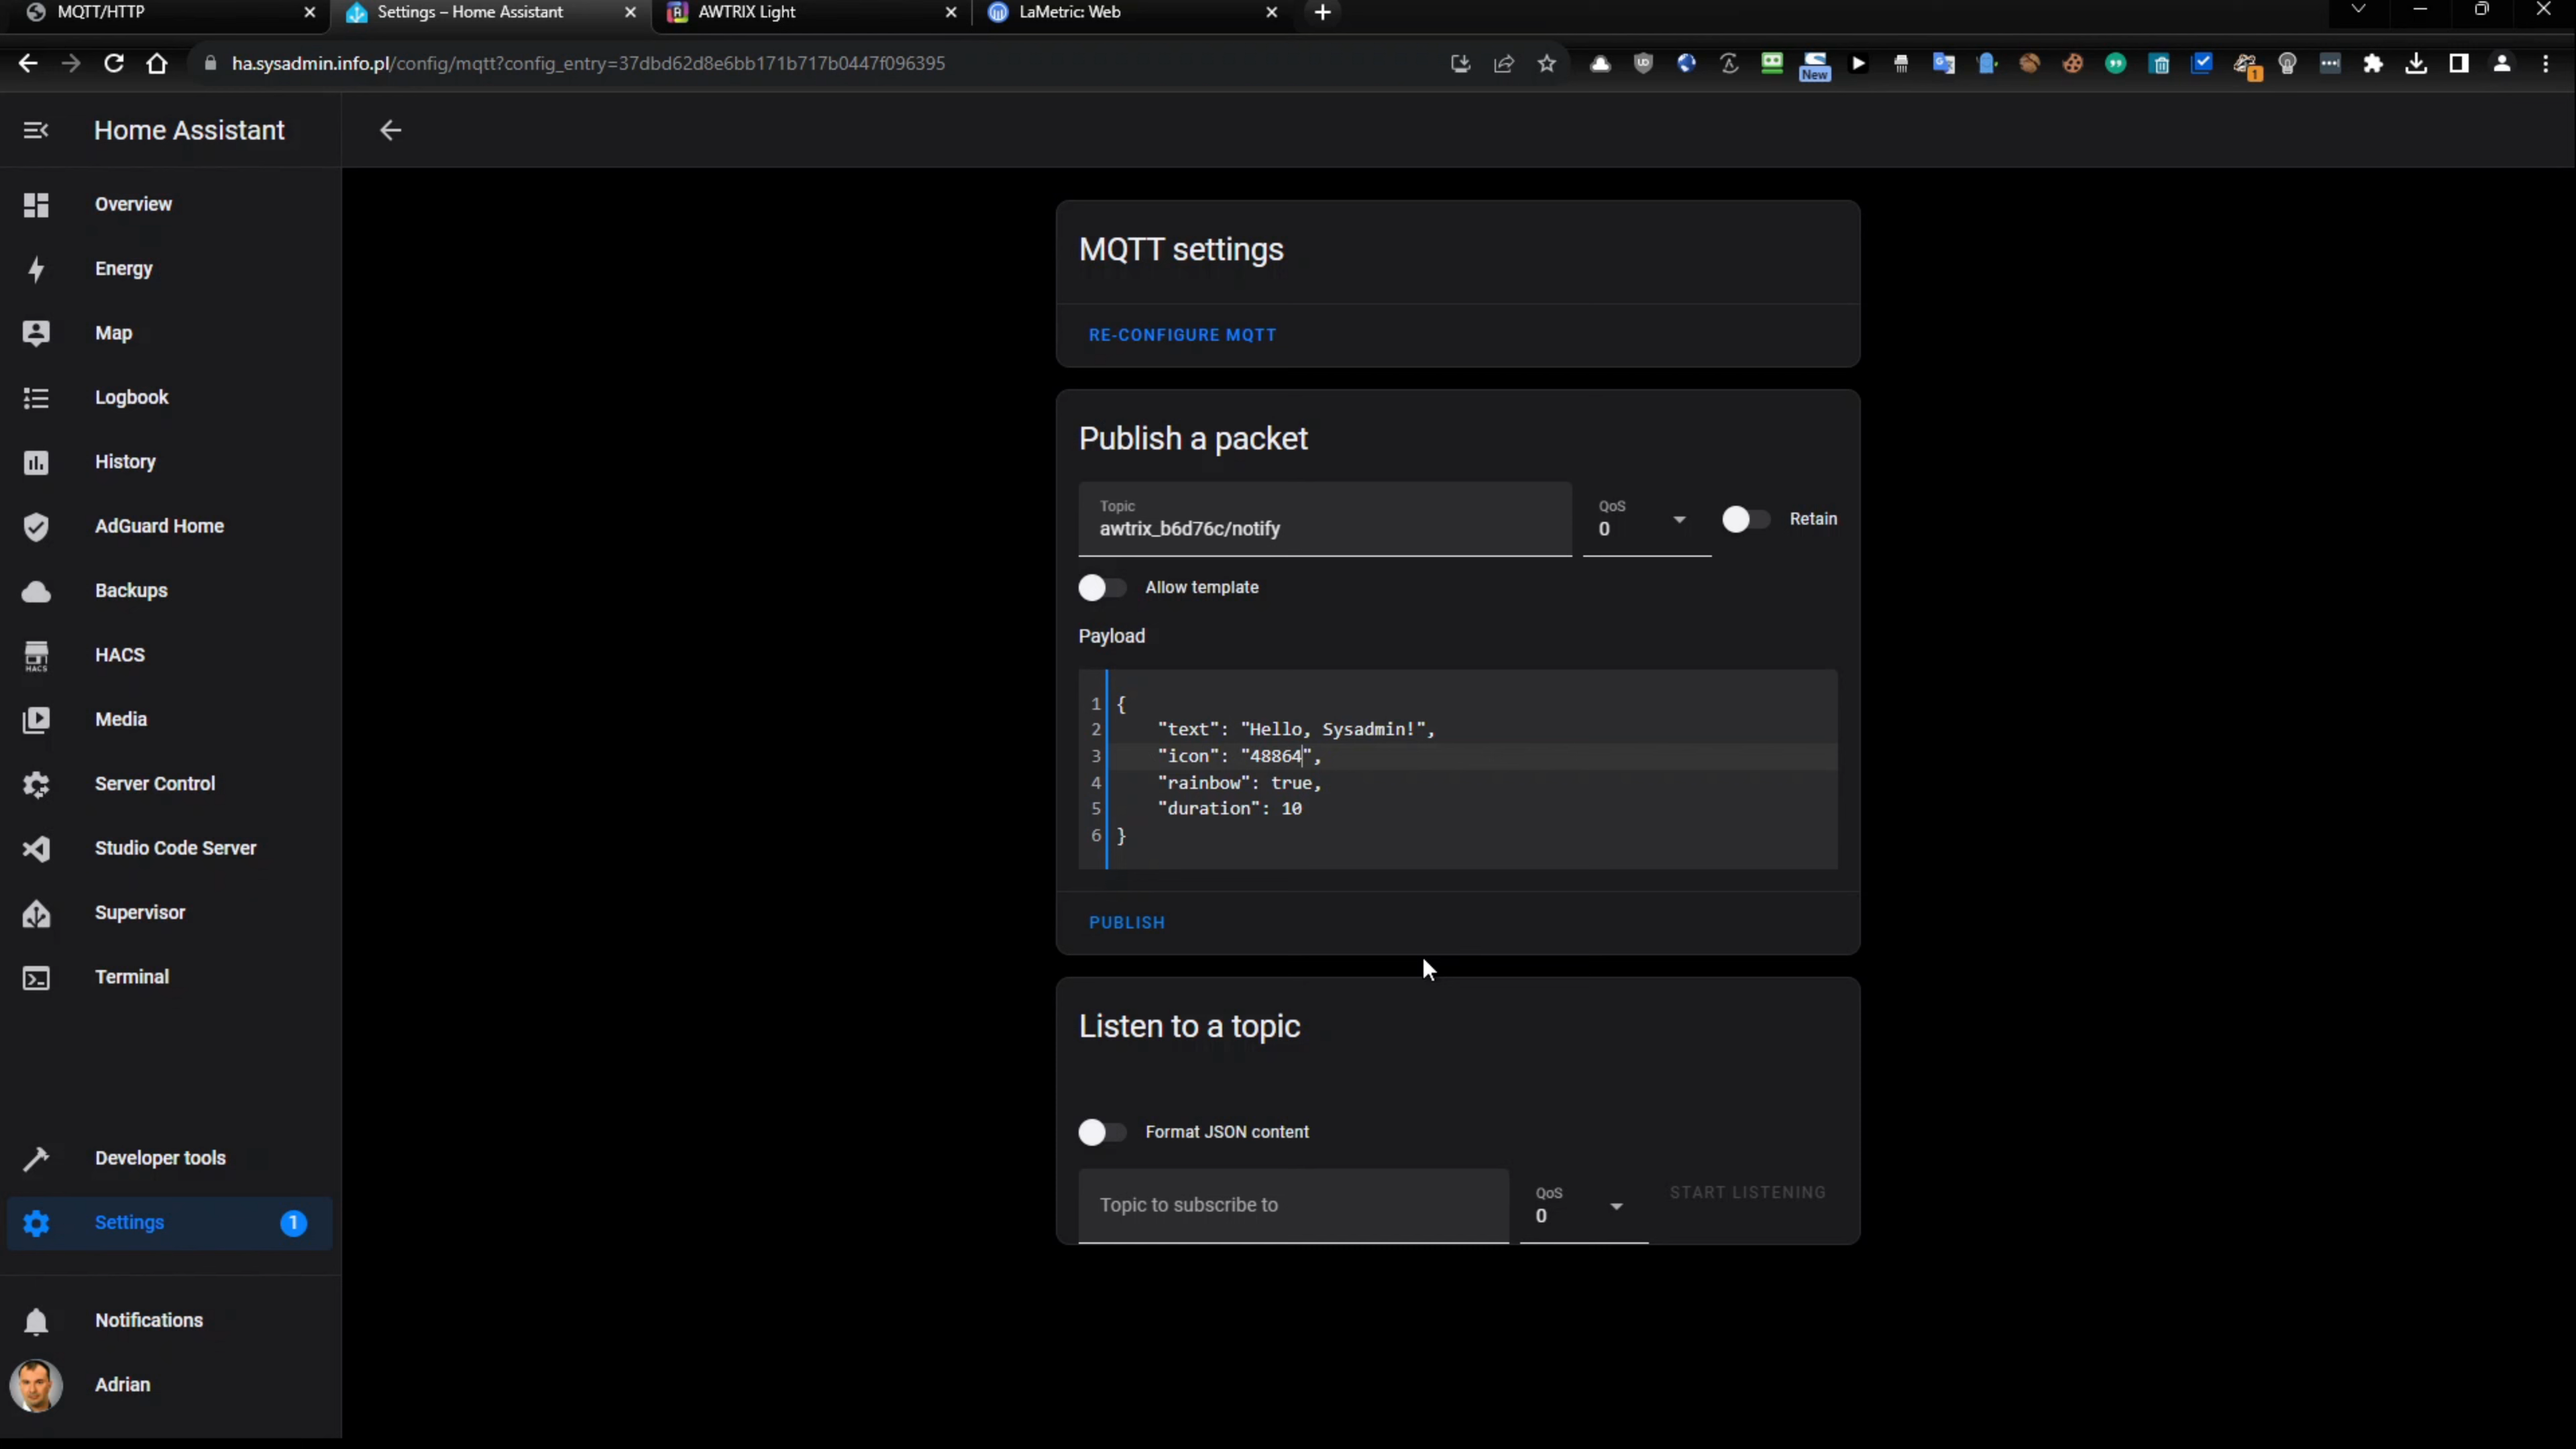 MQTT/HTTP
Settings – Home Assistant
AWTRIX Light
LaMetric: Web
ha.sysadmin.info.pl/config/mqtt?config_entry=37dbd62d8e6bb171b717b0447f096395
New
1
Home Assistant
Overview
Energy
Map
Logbook
History
AdGuard Home
Backups
HACS
HACS
Media
Server Control
Studio Code Server
Supervisor
Terminal
Developer tools
Settings 1
Notifications
Adrian
MQTT settings
RE-CONFIGURE MQTT
Publish a packet
Topic
awtrix_b6d76c/notify
QoS
0
Retain
Allow template
Payload
1 {
2 "text": "Hello, Sysadmin!",
3 "icon": "48864",
4 "rainbow": true,
5 "duration": 10
6 }
PUBLISH
Listen to a topic
Format JSON content
Topic to subscribe to
QoS
0
START LISTENING